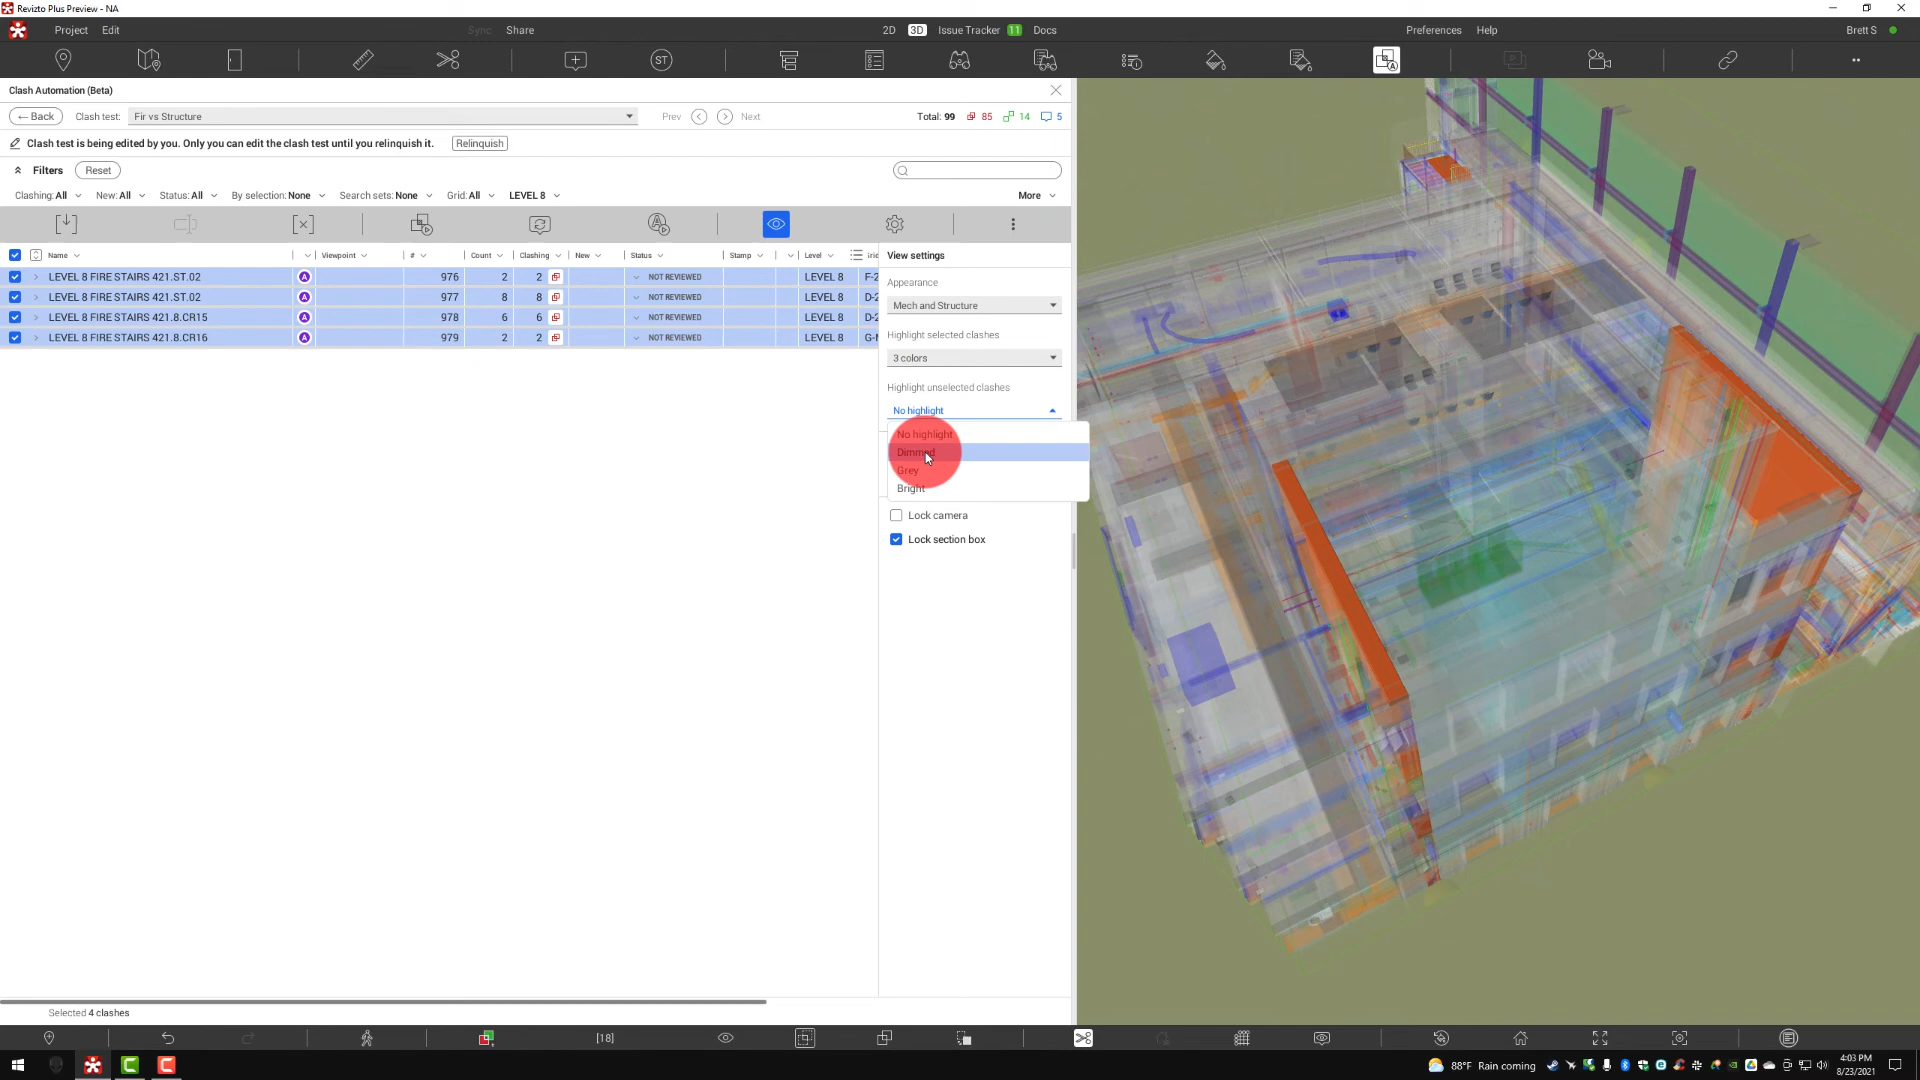 Revizto Plus Preview - NA
Project Edit Sync Share 2D 3D Issue Tracker 11 Docs Preferences Help Brett S
ST
Clash Automation (Beta)
← Back Clash test: Fir vs Structure Prev Next Total: 99 85 14 5
Clash test is being edited by you. Only you can edit the clash test until you relinquish it. Relinquish
Filters Reset
Clashing: All New: All Status: All By selection: None Search sets: None Grid: All LEVEL 8 More
Name Viewpoint # Count Clashing New Status Stamp Level View settings
LEVEL 8 FIRE STAIRS 421.ST.02 A 976 2 2 NOT REVIEWED LEVEL 8 F-2
LEVEL 8 FIRE STAIRS 421.ST.02 A 977 8 8 NOT REVIEWED LEVEL 8 D-2
LEVEL 8 FIRE STAIRS 421.8.CR15 A 978 6 6 NOT REVIEWED LEVEL 8 D-2
LEVEL 8 FIRE STAIRS 421.8.CR16 A 979 2 2 NOT REVIEWED LEVEL 8
Appearance
Mech and Structure
Highlight selected clashes
3 colors
Highlight unselected clashes
No highlight
No highlight
Dimmed
Grey
Bright
Lock camera
Lock section box
Selected 4 clashes
[18]
88°F Rain coming 4:03 PM
8/23/2021